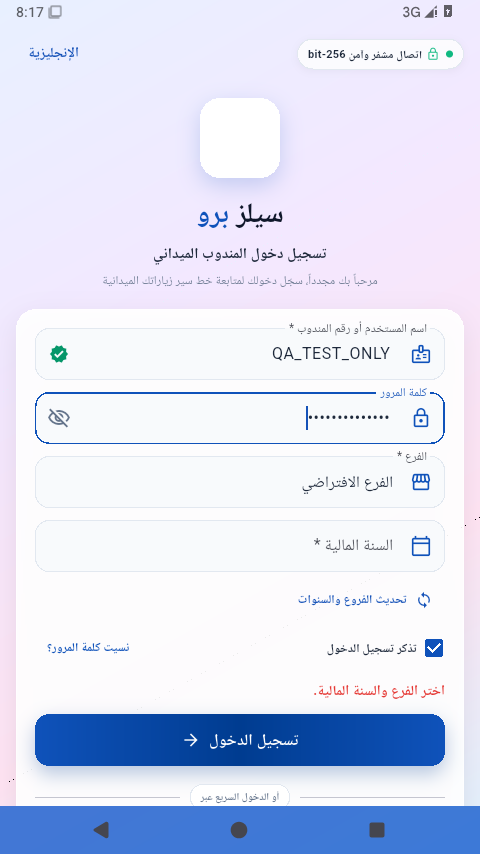 8:17
3G
الإنجليزية
اتصال مشفر وآمن 256-bit
سيلز برو
تسجيل دخول المندوب الميداني
مرحباً بك مجدداً، سجّل دخولك لمتابعة خط سير زياراتك الميدانية
اسم المستخدم أو رقم المندوب *
QA_TEST_ONLY
كلمة المرور
••••••••••••••
الفرع *
الفرع الافتراضي
السنة المالية *
تحديث الفروع والسنوات
تذكر تسجيل الدخول
نسيت كلمة المرور؟
اختر الفرع والسنة المالية.
تسجيل الدخول
أو الدخول السريع عبر